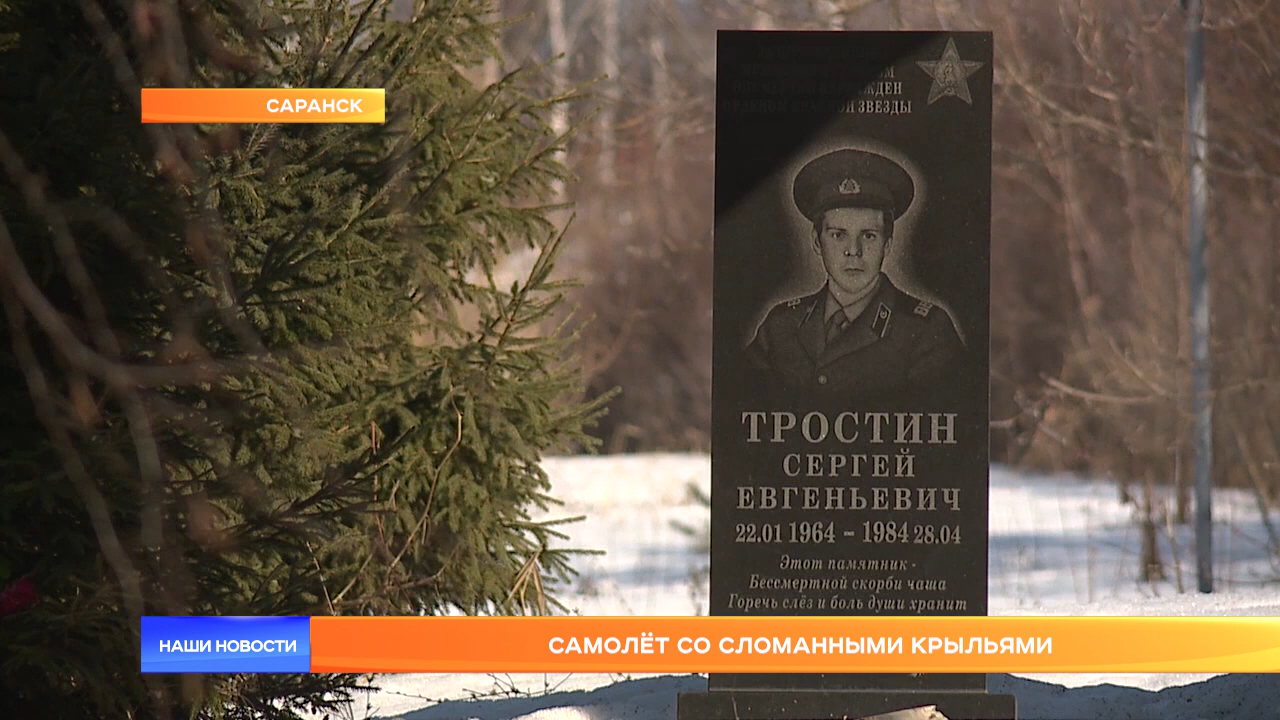 САРАНСК
ЗВЕЗДЫ
ТРОСТИН
СЕРГЕЙ
ЕВГЕНЬЕВИЧ
22.01 1964 - 1984 28.04
Этот памятник -
Бессмертной скорби чаша
Горечь слёз и боль души хранит
НАШИ НОВОСТИ
САМОЛЁТ СО СЛОМАННЫМИ КРЫЛЬЯМИ